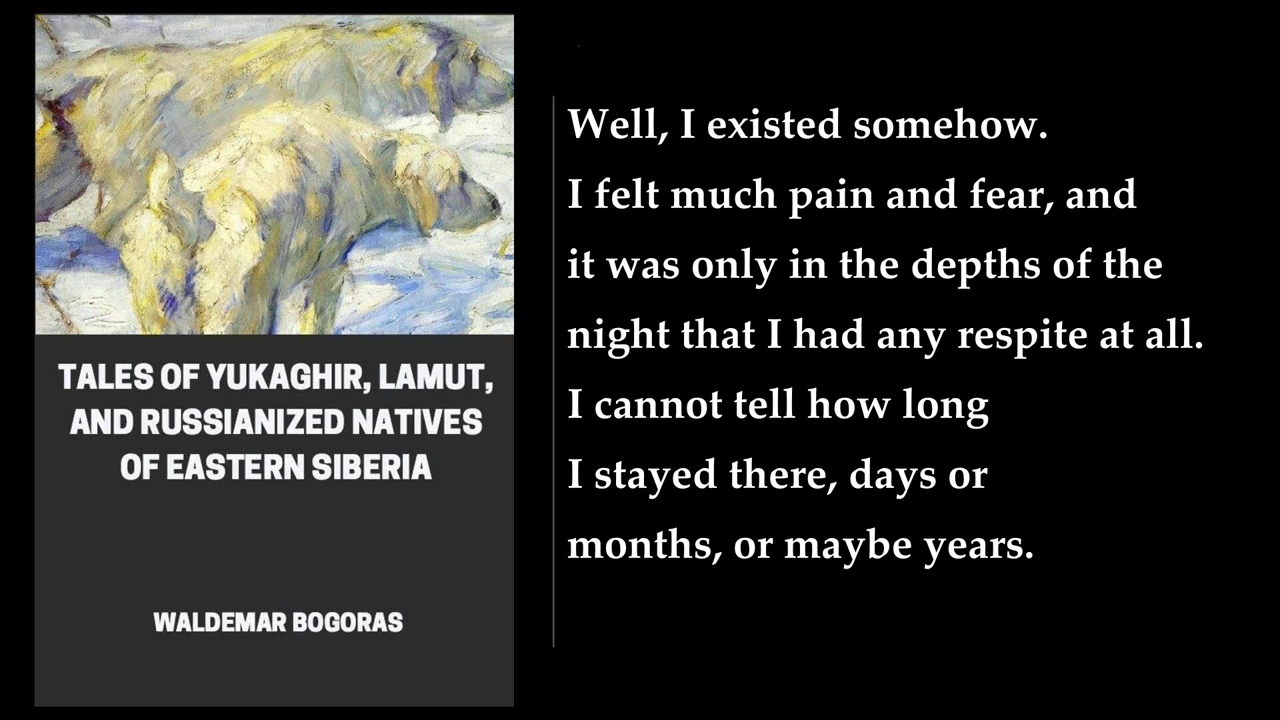 TALES OF YUKAGHIR, LAMUT,
AND RUSSIANIZED NATIVES
OF EASTERN SIBERIA
WALDEMAR BOGORAS
Well, I existed somehow.
I felt much pain and fear, and
it was only in the depths of the
night that I had any respite at all.
I cannot tell how long
I stayed there, days or
months, or maybe years.